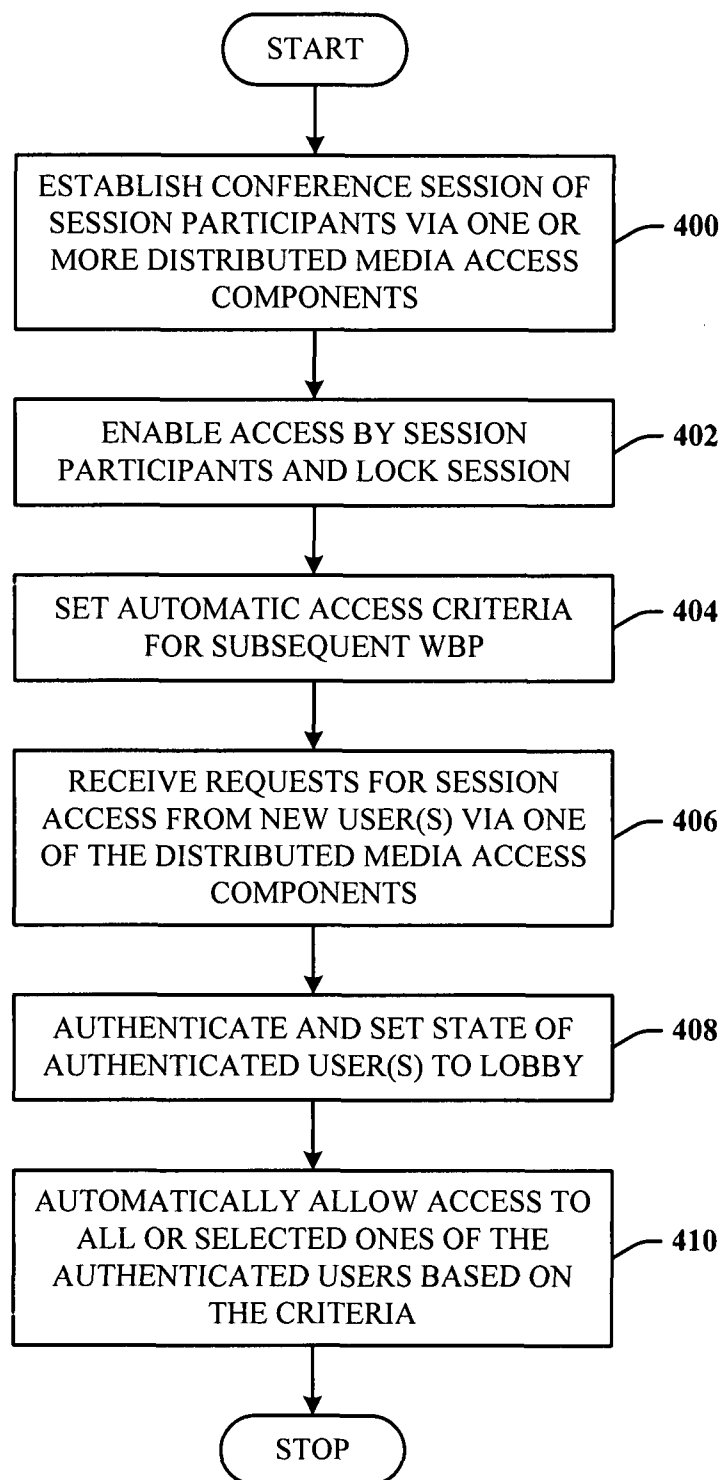 START
ESTABLISH CONFERENCE SESSION OF
SESSION PARTICIPANTS VIA ONE OR
MORE DISTRIBUTED MEDIA ACCESS
COMPONENTS
400
ENABLE ACCESS BY SESSION
PARTICIPANTS AND LOCK SESSION
402
SET AUTOMATIC ACCESS CRITERIA
FOR SUBSEQUENT WBP
404
RECEIVE REQUESTS FOR SESSION
ACCESS FROM NEW USER(S) VIA ONE
OF THE DISTRIBUTED MEDIA ACCESS
COMPONENTS
406
AUTHENTICATE AND SET STATE OF
AUTHENTICATED USER(S) TO LOBBY
408
AUTOMATICALLY ALLOW ACCESS TO
ALL OR SELECTED ONES OF THE
AUTHENTICATED USERS BASED ON
THE CRITERIA
410
STOP